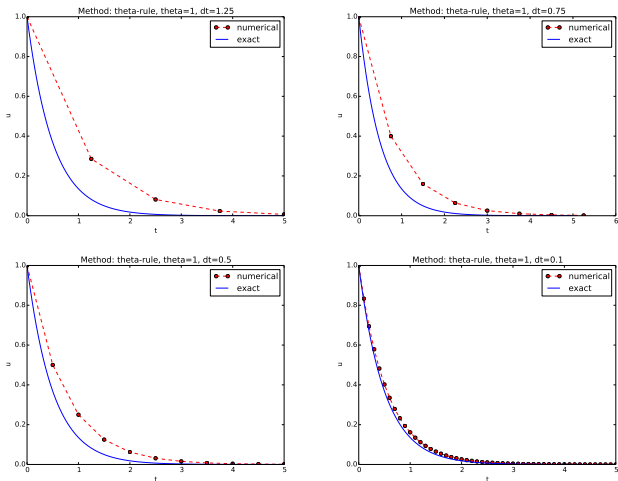 Method: theta-rule, theta=1, dt=1.25
1.0
0.8
0.6
0.4
0.2
0.0
u
numerical
exact
0 1 2 3 4 5
t
Method: theta-rule, theta=1, dt=0.75
1.0
0.8
0.6
0.4
0.2
0.0
u
numerical
exact
0 1 2 3 4 5 6
t
Method: theta-rule, theta=1, dt=0.5
1.0
0.8
0.6
0.4
0.2
0.0
u
numerical
exact
0 1 2 3 4 5
t
Method: theta-rule, theta=1, dt=0.1
1.0
0.8
0.6
0.4
0.2
0.0
u
numerical
exact
0 1 2 3 4 5
t